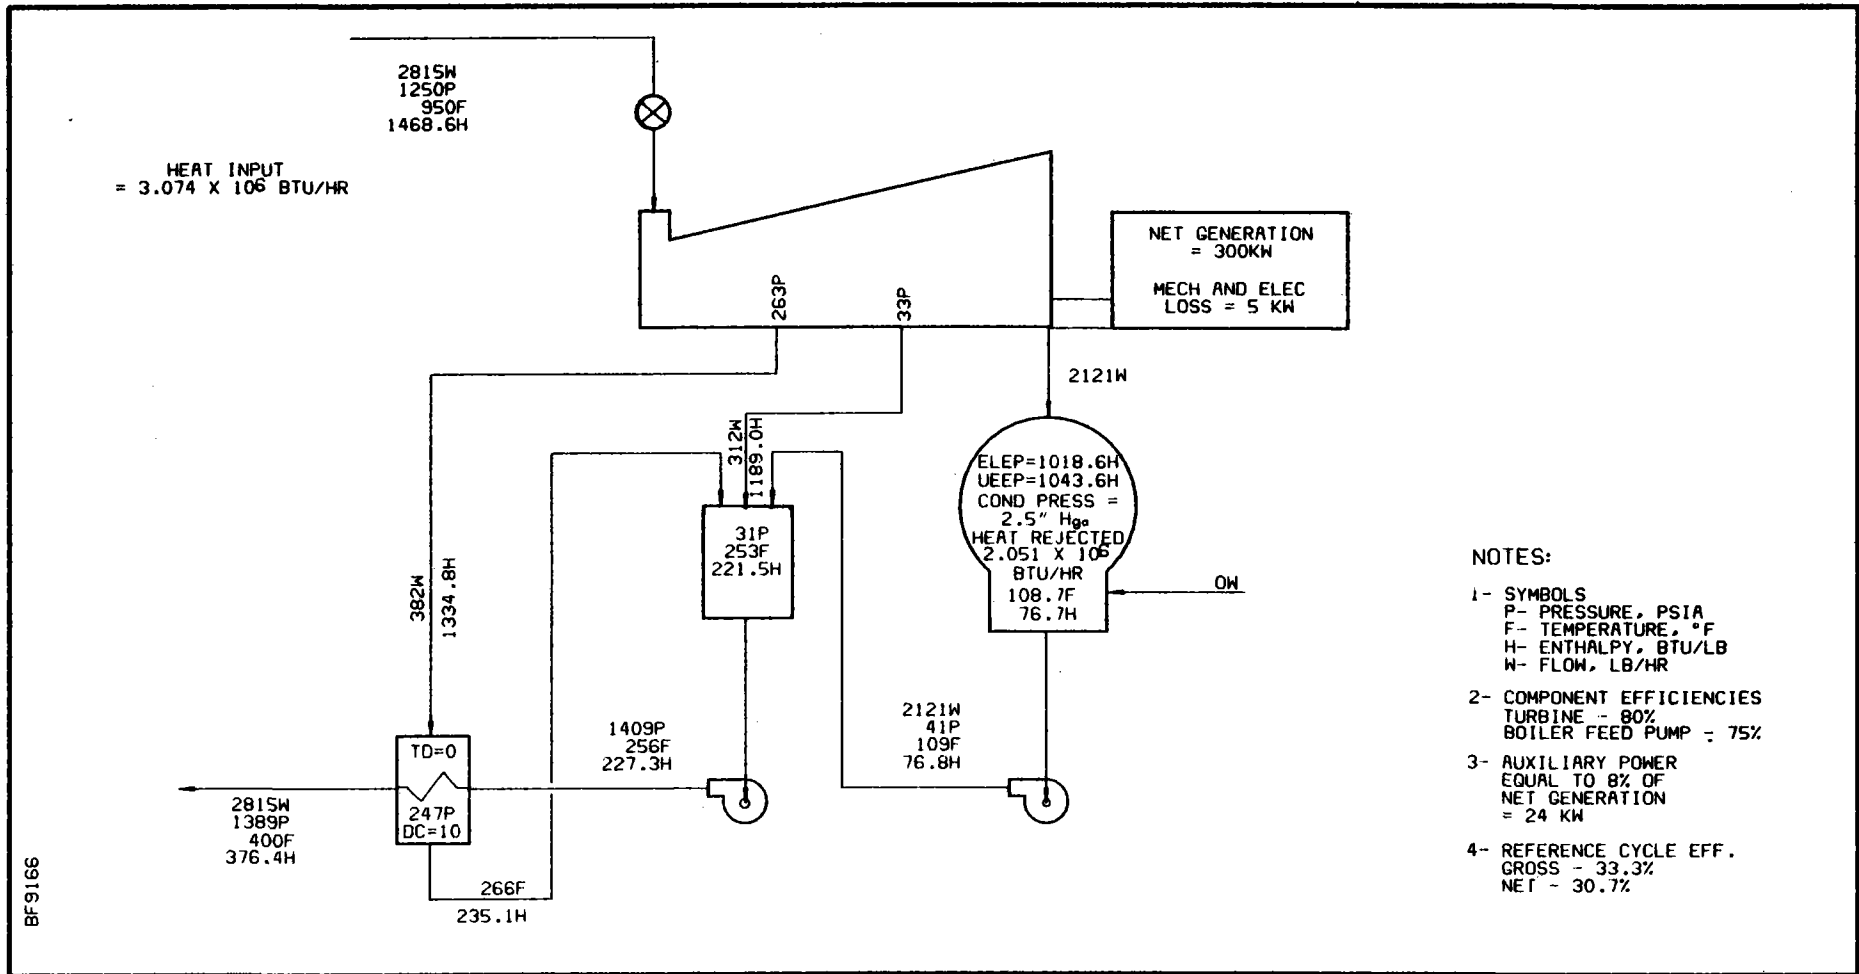 2815W
1250P
950F
1468.6H
HEAT INPUT
= 3.074 X 10⁶ BTU/HR
263P
33P
NET GENERATION
= 300KW
MECH AND ELEC
LOSS = 5 KW
2121W
312W
1189.0H
382W
1334.8H
ELEP=1018.6H
UEEP=1043.6H
COND PRESS =
2.5" Hga
HEAT REJECTED
2.051 X 10⁶
BTU/HR
108.7F
76.7H
0W
31P
253F
221.5H
1409P
256F
227.3H
2121W
41P
109F
76.8H
TD=0
247P
DC=10
2815W
1389P
400F
376.4H
266F
235.1H
NOTES:
1- SYMBOLS
P- PRESSURE, PSIA
F- TEMPERATURE, °F
H- ENTHALPY, BTU/LB
W- FLOW, LB/HR
2- COMPONENT EFFICIENCIES
TURBINE - 80%
BOILER FEED PUMP - 75%
3- AUXILIARY POWER
EQUAL TO 8% OF
NET GENERATION
= 24 KW
4- REFERENCE CYCLE EFF.
GROSS - 33.3%
NET - 30.7%
BF9166